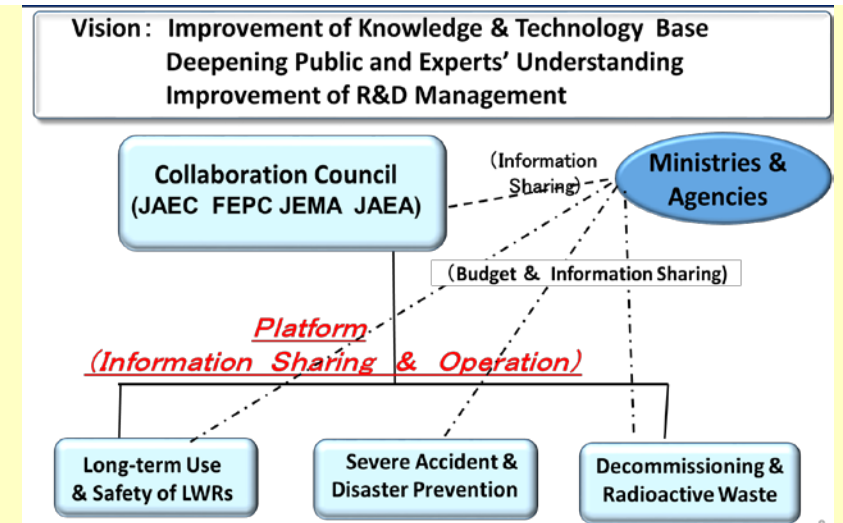 Vision： Improvement of Knowledge & Technology Base
Deepening Public and Experts’ Understanding
Improvement of R&D Management
Collaboration Council
(JAEC FEPC JEMA JAEA)
（Information
Sharing）
Ministries &
Agencies
（Budget ＆ Information Sharing)
Platform
（Information Sharing & Operation）
Long-term Use
& Safety of LWRs
Severe Accident &
Disaster Prevention
Decommissioning &
Radioactive Waste